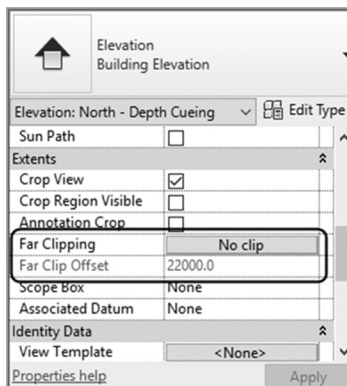 Elevation
Building Elevation
Elevation: North - Depth Cueing Edit Type
Sun Path
Extents
Crop View
Crop Region Visible
Annotation Crop
Far Clipping No clip
Far Clip Offset 22000.0
Scope Box None
Associated Datum None
Identity Data
View Template <None>
Properties help Apply